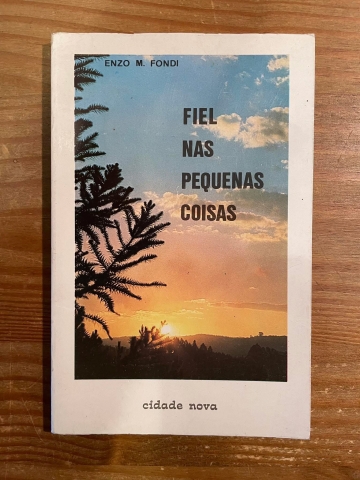 ENZO M. FONDI
FIEL
NAS
PEQUENAS
COISAS
cidade nova